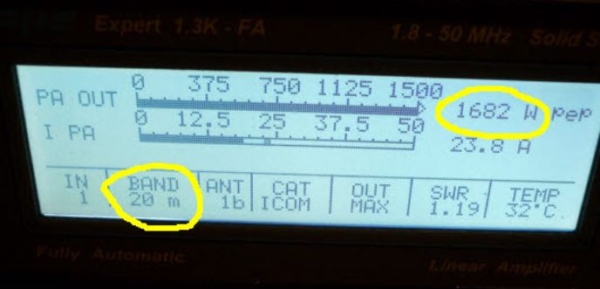 Expert 1.3K - FA 1.8 - 50 MHz Solid S
0 375 750 1125 1500
PA OUT 1682 W pep
0 12.5 25 37.5 50
I PA 23.8 A
IN BAND ANT CAT OUT SWR TEMP
1 20 m 1b ICOM MAX 1.19 32°C
Fully Automatic Linear Amplifier